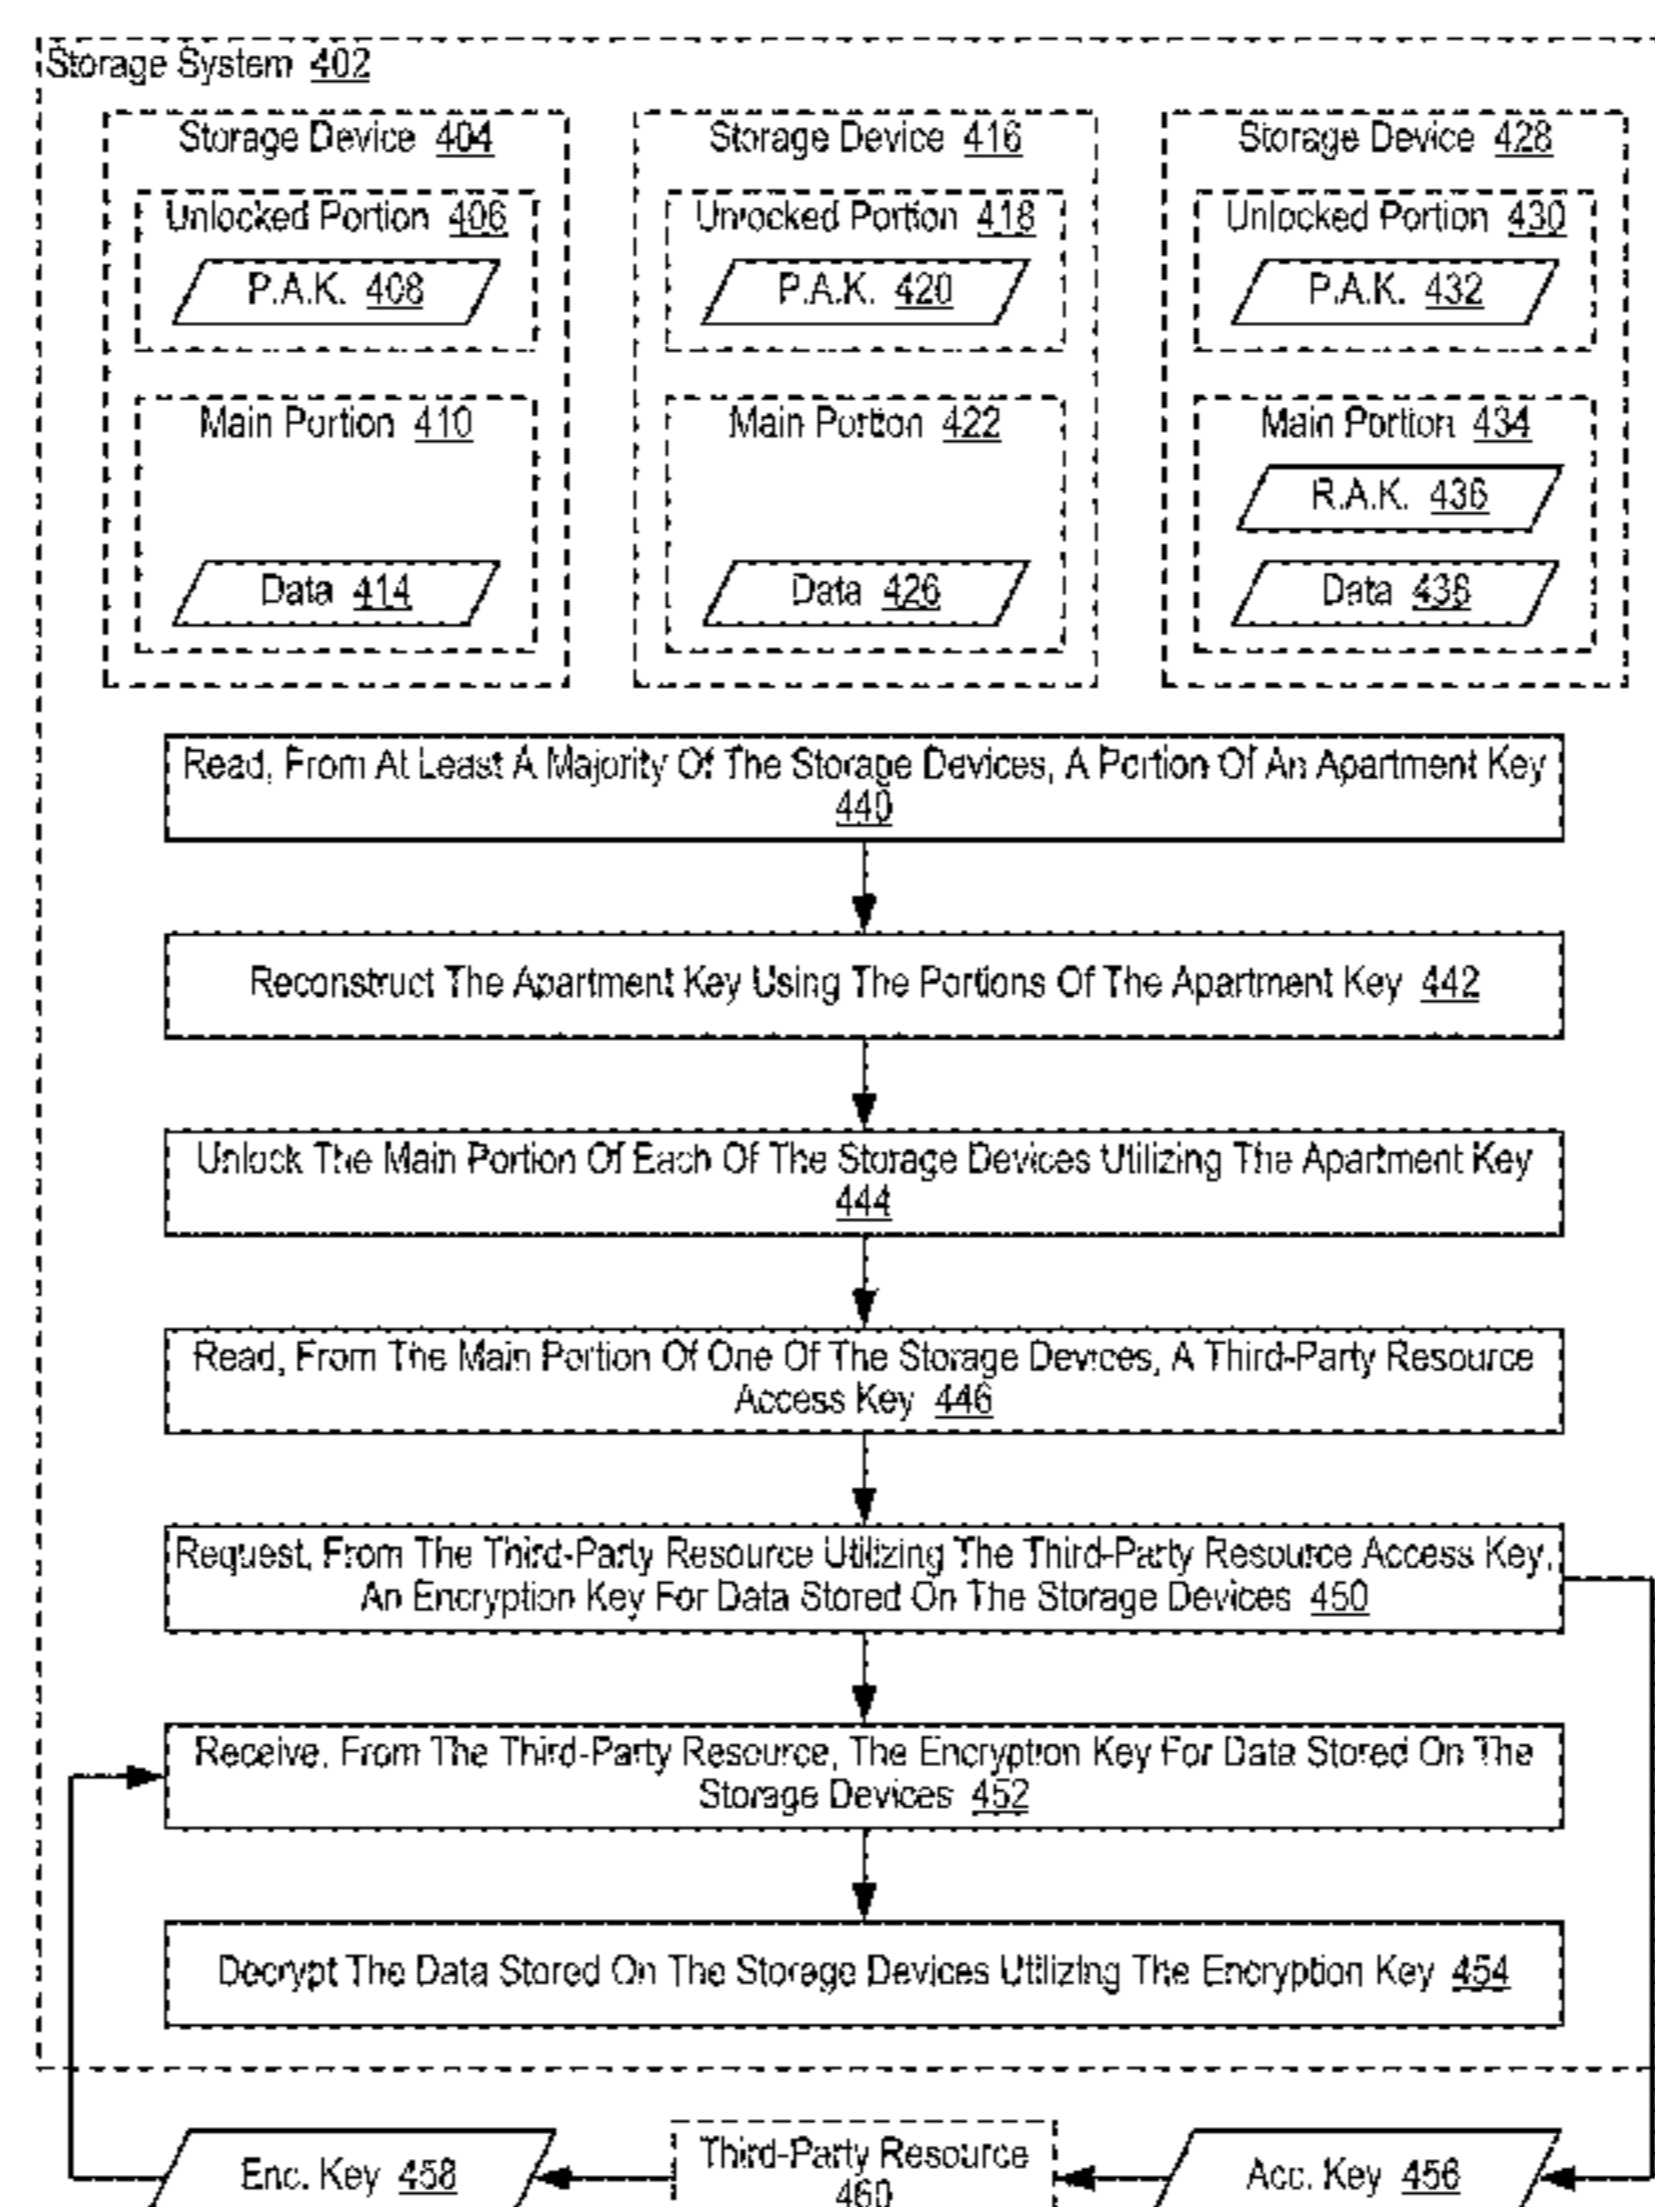 Storage System 402
Storage Device 404
Storage Device 416
Storage Device 428
Unlocked Portion 406
Unlocked Portion 418
Unlocked Portion 430
P.A.K. 408
P.A.K. 420
P.A.K. 432
Main Portion 410
Main Portion 422
Main Portion 434
R.A.K. 436
Data 414
Data 426
Data 438
Read, From At Least A Majority Of The Storage Devices, A Portion Of An Apartment Key
440
Reconstruct The Apartment Key Using The Portions Of The Apartment Key 442
Unlock The Main Portion Of Each Of The Storage Devices Utilizing The Apartment Key
444
Read, From The Main Portion Of One Of The Storage Devices, A Third-Party Resource
Access Key 446
Request, From The Third-Party Resource Utilizing The Third-Party Resource Access Key,
An Encryption Key For Data Stored On The Storage Devices 450
Receive, From The Third-Party Resource, The Encryption Key For Data Stored On The
Storage Devices 452
Decrypt The Data Stored On The Storage Devices Utilizing The Encryption Key 454
Enc. Key 458
Third-Party Resource
460
Acc. Key 456